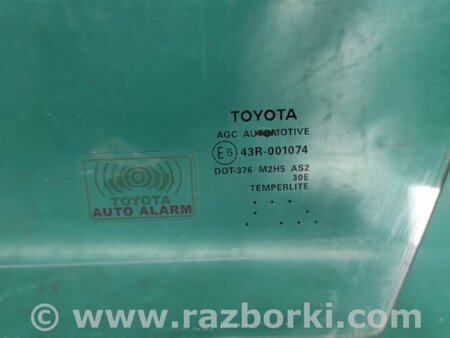 TOYOTA
AGC AUTOMOTIVE
E6 43R-001074
DOT-376 M2H5 AS2
30E
TEMPERLITE
TOYOTA
AUTO ALARM
© www.razborki.com